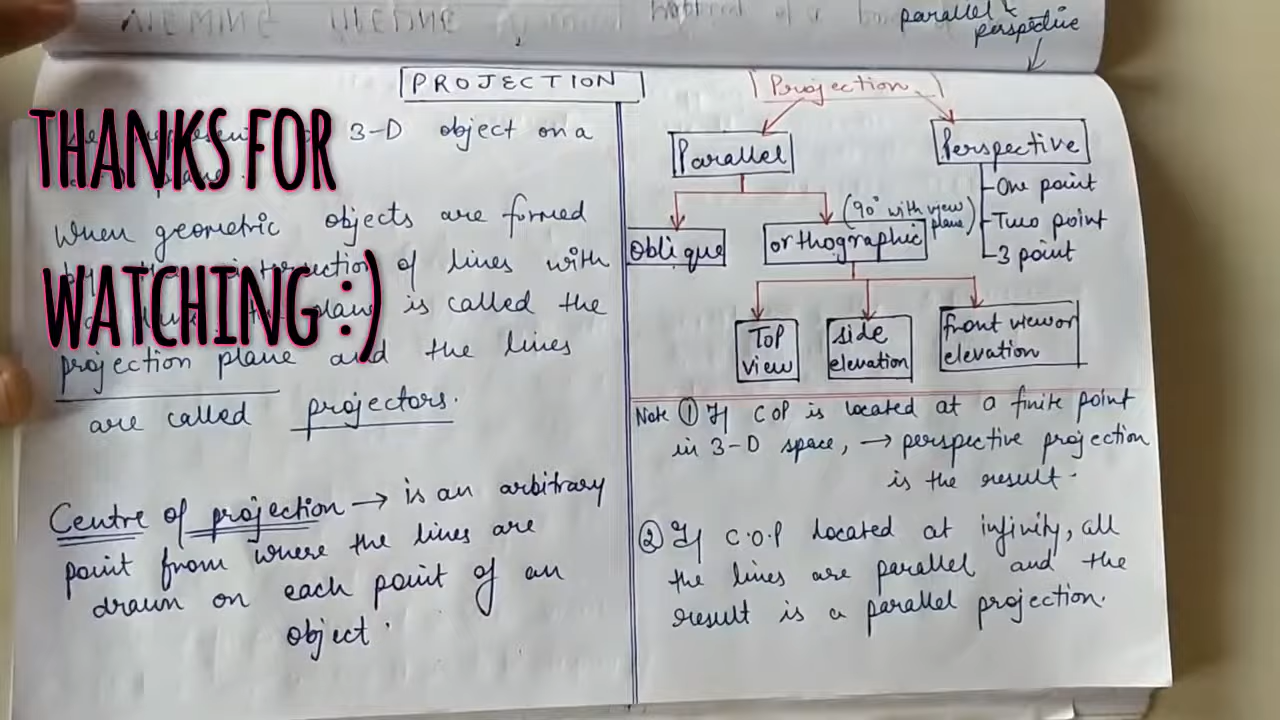 parallel &
perspective
PROJECTION
3-D object on a
plane.
When geometric objects are formed
intersection of lines with
plane is called the
projection plane and the lines
are called projectors.
Centre of projection → is an arbitrary
point from where the lines are
drawn on each point of an
object.
THANKS FOR
WATCHING :)
Projection
Parallel
Perspective
One point
Two point
3 point
Oblique
orthographic
(90° with view
plane)
Top
view
side
elevation
front view or
elevation
Note ① If COP is located at a finite point
in 3-D space, → perspective projection
is the result.
② If C.O.P located at infinity, all
the lines are parallel and the
result is a parallel projection.